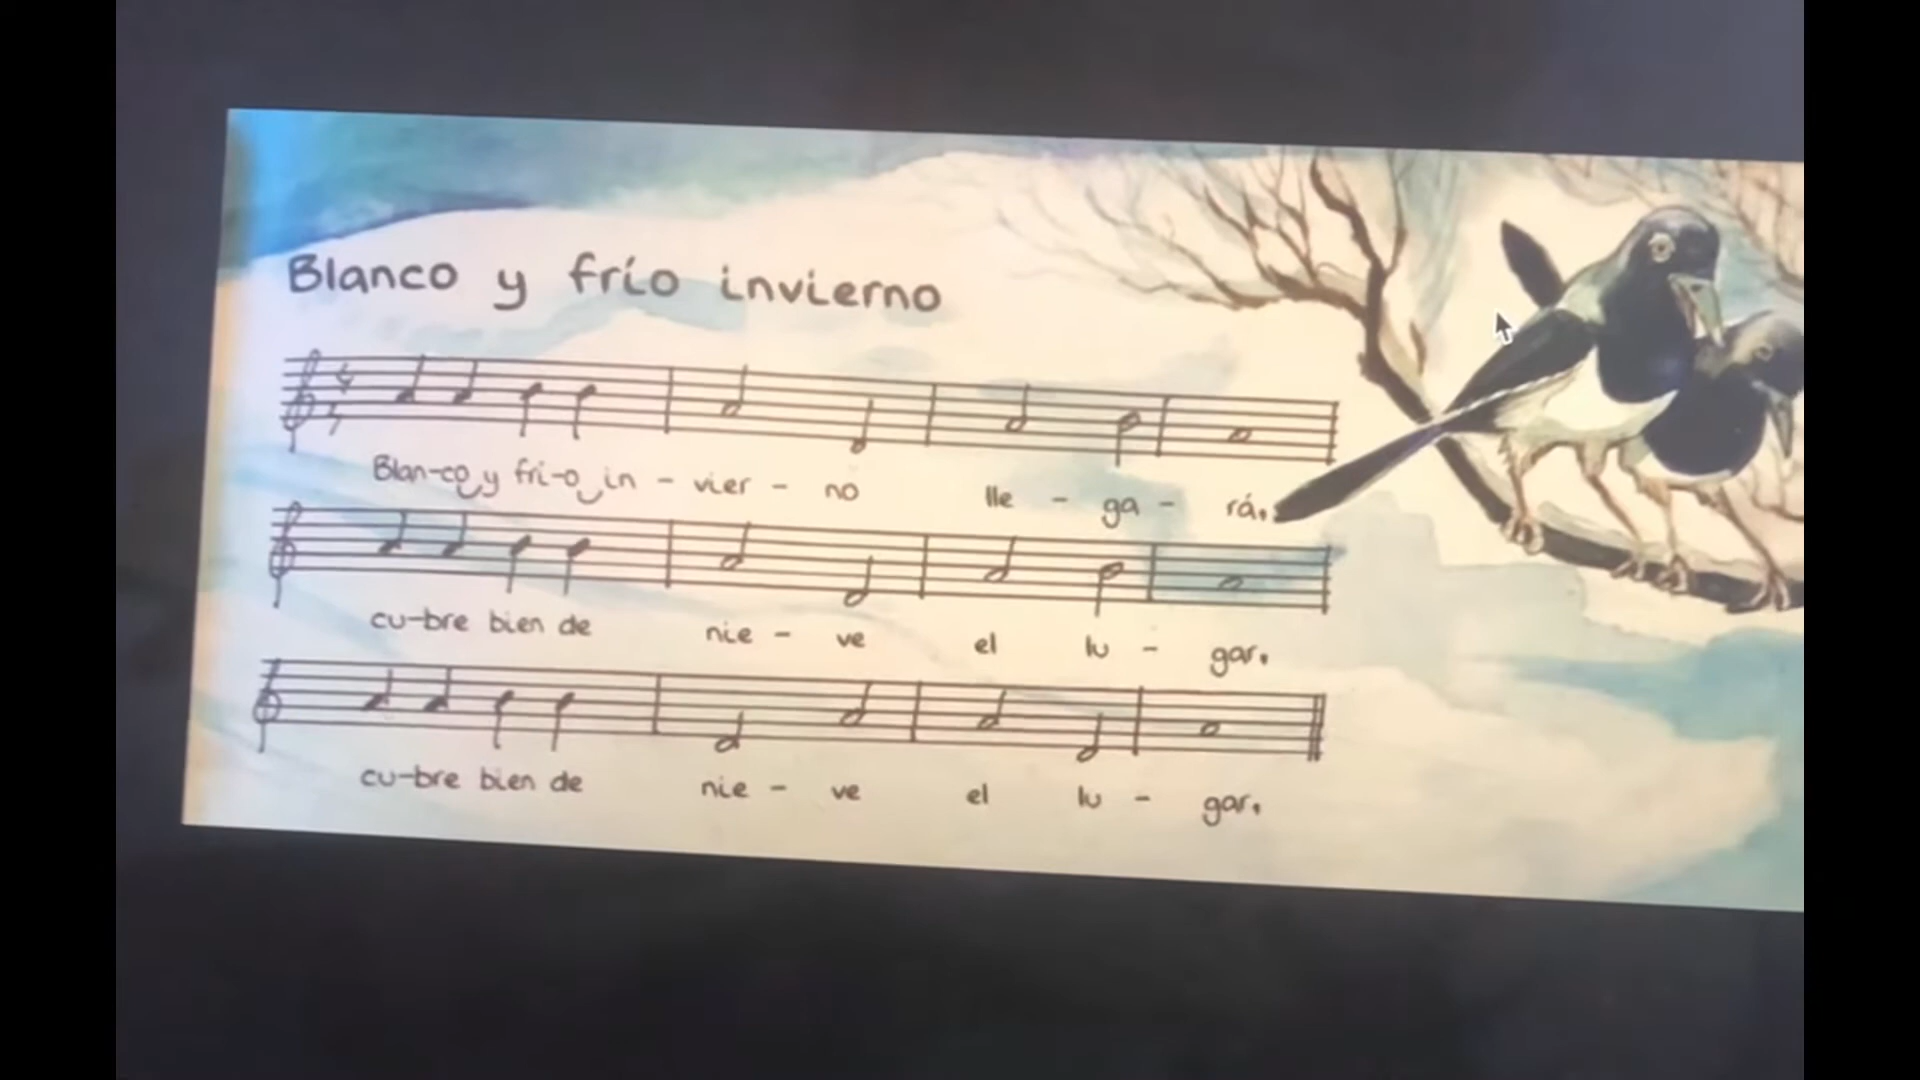 Blanco y frío invierno
Blan-co y frí-o in - vier - no lle - ga - rá.
cu-bre bien de nie - ve el lu - gar.
cu-bre bien de nie - ve el lu - gar.